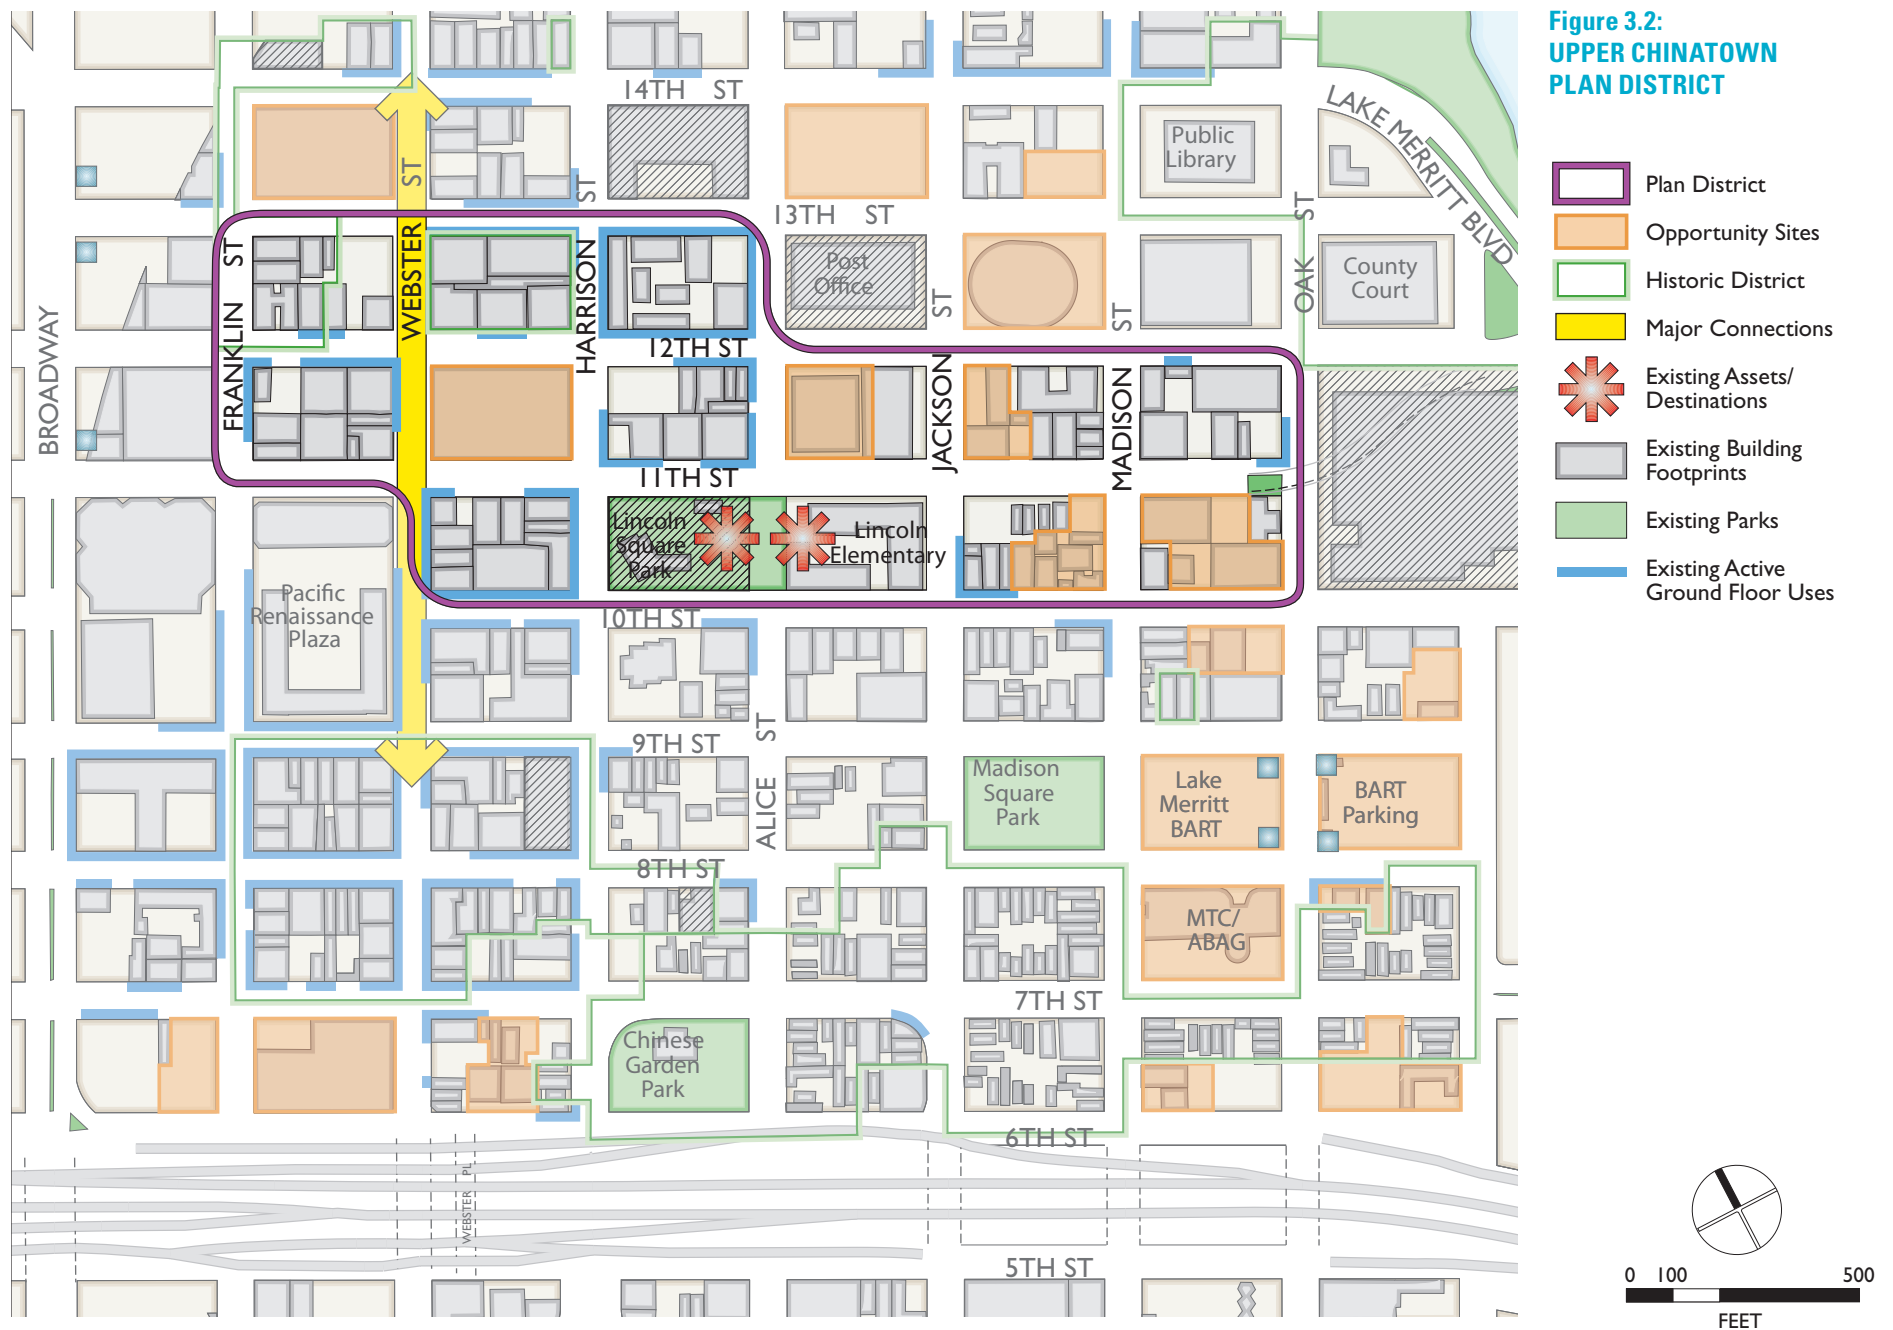 Figure 3.2:
UPPER CHINATOWN
PLAN DISTRICT
Plan District
Opportunity Sites
Historic District
Major Connections
Existing Assets/
Destinations
Existing Building
Footprints
Existing Parks
Existing Active
Ground Floor Uses
14TH ST
LAKE MERRITT BLVD
Public
Library
ST
ST
13TH ST
ST
FRANKLIN ST
WEBSTER
HARRISON
Post
Office
ST
ST
OAK
County
Court
BROADWAY
12TH ST
JACKSON
MADISON
11TH ST
Lincoln
Square
Park
Lincoln
Elementary
Pacific
Renaissance
Plaza
10TH ST
9TH ST
ALICE ST
Madison
Square
Park
Lake
Merritt
BART
BART
Parking
8TH ST
MTC/
ABAG
7TH ST
Chinese
Garden
Park
6TH ST
WEBSTER PL
5TH ST
0 100 500
FEET